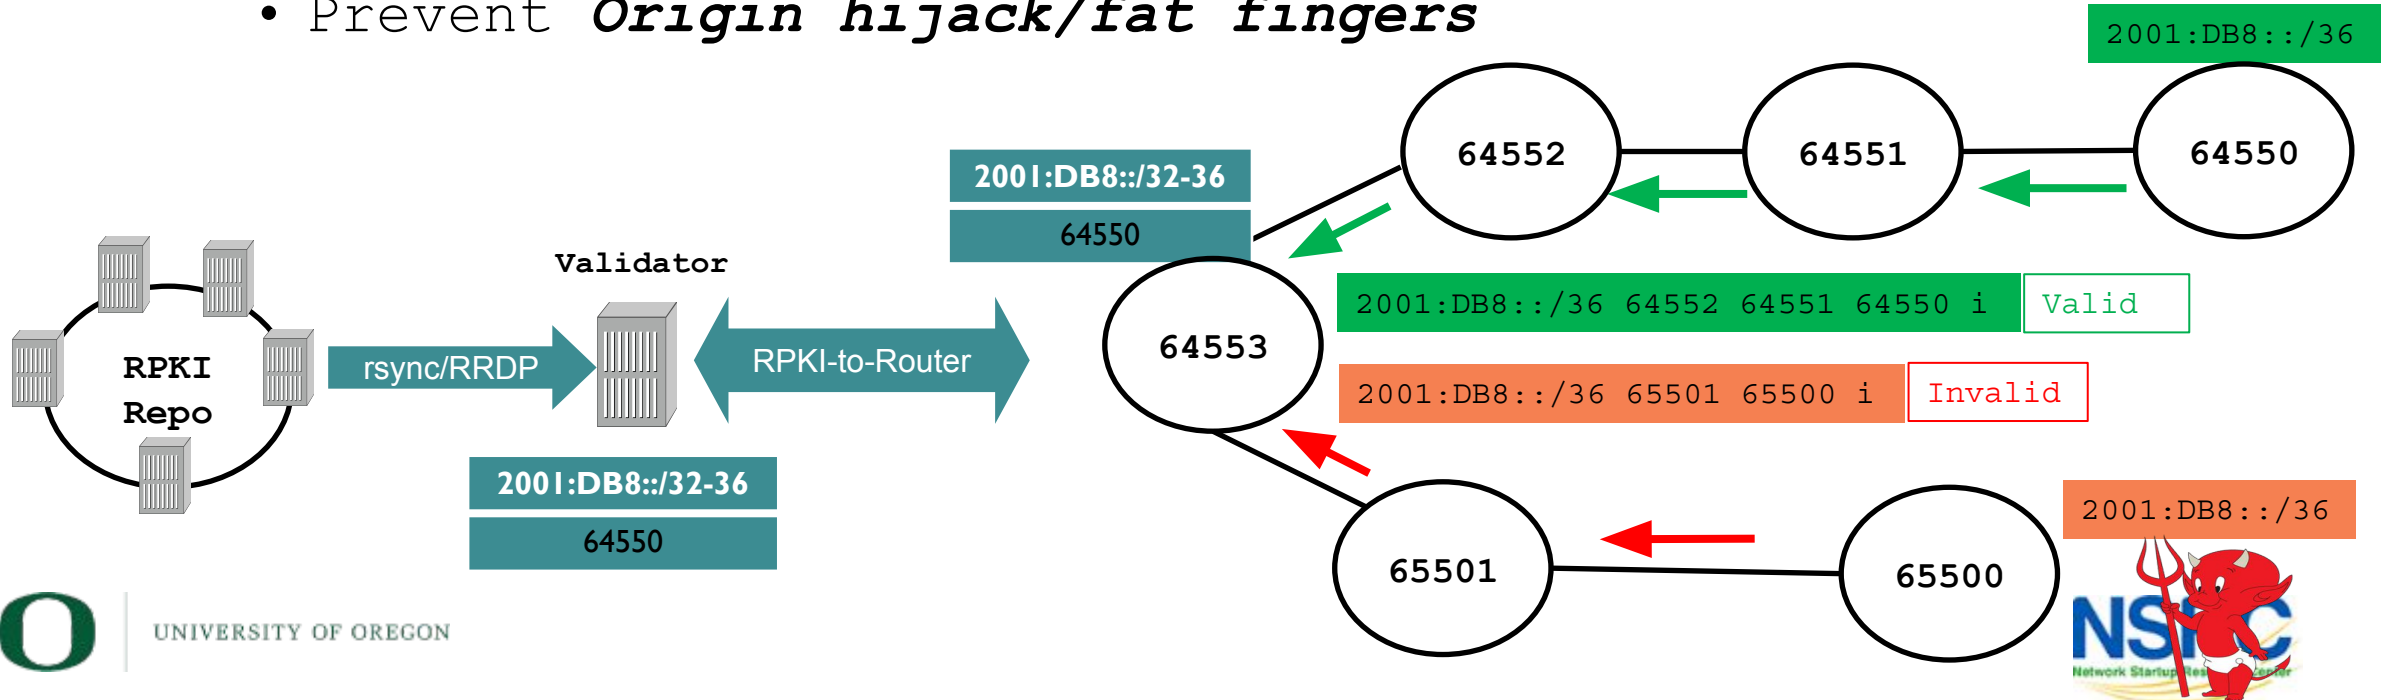 • Prevent Origin hijack/fat fingers
2001:DB8::/36
64552
64551
64550
2001:DB8::/32-36
64550
Validator
2001:DB8::/36 64552 64551 64550 i
Valid
RPKI
Repo
rsync/RRDP
RPKI-to-Router
64553
2001:DB8::/36 65501 65500 i
Invalid
2001:DB8::/32-36
64550
2001:DB8::/36
65501
65500
UNIVERSITY OF OREGON
Network Startup